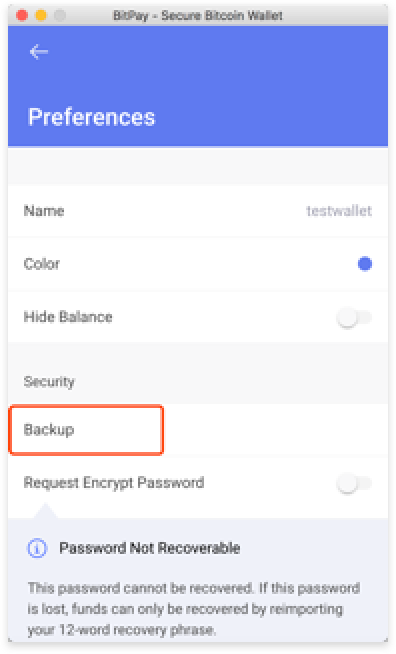 BitPay - Secure Bitcoin Wallet
Preferences
Name testwallet
Color
Hide Balance
Security
Backup
Request Encrypt Password
Password Not Recoverable
This password cannot be recovered. If this password
is lost, funds can only be recovered by reimporting
your 12-word recovery phrase.